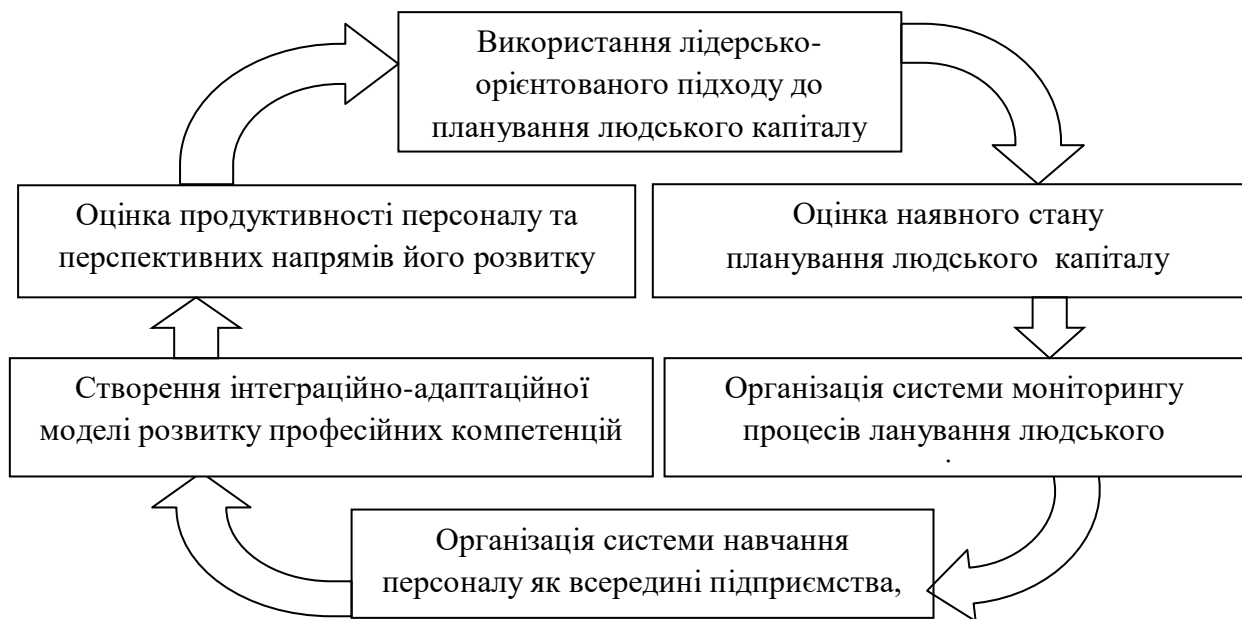 Використання лідерсько-
орієнтованого підходу до
планування людського капіталу
Оцінка наявного стану
планування людського капіталу
Організація системи моніторингу
процесів ланування людського
Організація системи навчання
персоналу як всередині підприємства,
Створення інтеграційно-адаптаційної
моделі розвитку професійних компетенцій
Оцінка продуктивності персоналу та
перспективних напрямів його розвитку